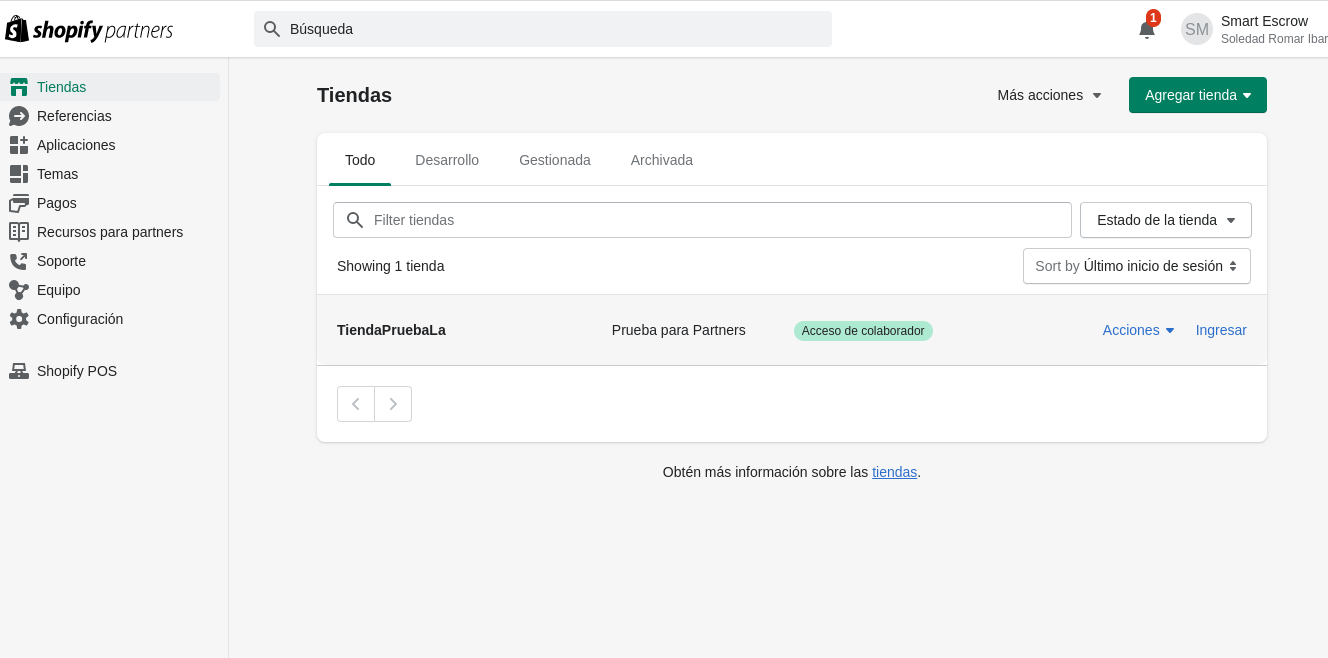 shopify partners
Búsqueda
1
SM
Smart Escrow
Soledad Romar Ibar
Tiendas
Referencias
Aplicaciones
Temas
Pagos
Recursos para partners
Soporte
Equipo
Configuración
Shopify POS
Tiendas
Más acciones
Agregar tienda
Todo
Desarrollo
Gestionada
Archivada
Filter tiendas
Estado de la tienda
Showing 1 tienda
Sort by Último inicio de sesión
TiendaPruebaLa
Prueba para Partners
Acceso de colaborador
Acciones
Ingresar
Obtén más información sobre las tiendas.